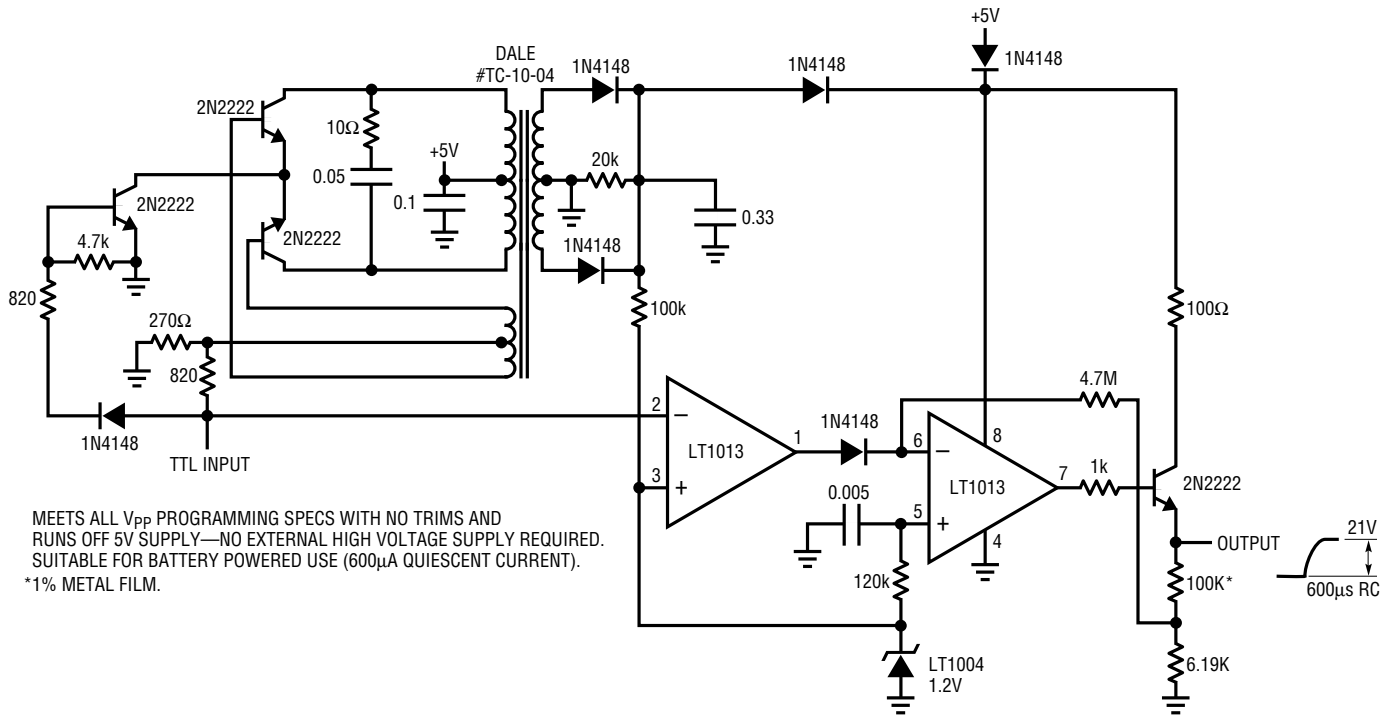 +5V
1N4148
DALE
#TC-10-04
1N4148
1N4148
2N2222
10Ω
+5V
20k
0.05
0.1
0.33
2N2222
2N2222
1N4148
4.7k
820
100k
100Ω
270Ω
820
4.7M
1N4148
TTL INPUT
2
−
LT1013
1
1N4148
6
−
8
3
+
LT1013
7
1k
2N2222
0.005
5
+
4
OUTPUT
21V
120k
100K*
600µs RC
MEETS ALL VPP PROGRAMMING SPECS WITH NO TRIMS AND
RUNS OFF 5V SUPPLY—NO EXTERNAL HIGH VOLTAGE SUPPLY REQUIRED.
SUITABLE FOR BATTERY POWERED USE (600µA QUIESCENT CURRENT).
*1% METAL FILM.
LT1004
1.2V
6.19K